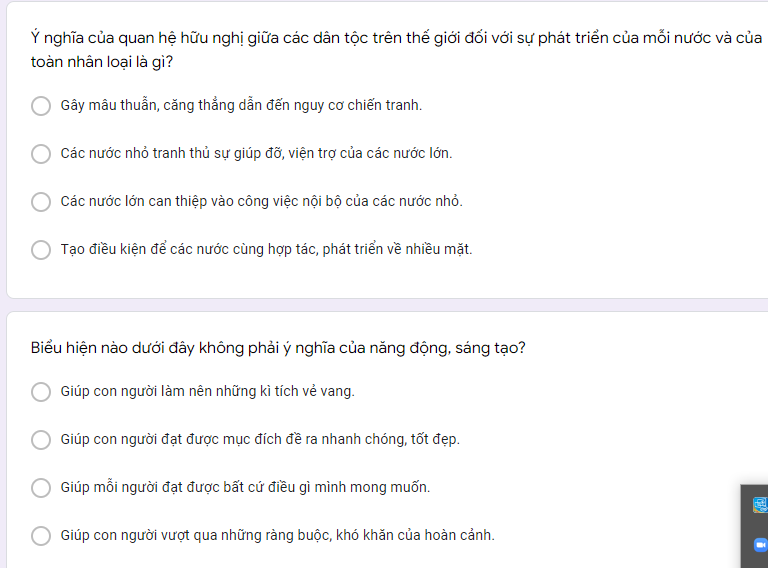 Ý nghĩa của quan hệ hữu nghị giữa các dân tộc trên thế giới đối với sự phát triển của mỗi nước và của
toàn nhân loại là gì?
Gây mâu thuẫn, căng thẳng dẫn đến nguy cơ chiến tranh.
Các nước nhỏ tranh thủ sự giúp đỡ, viện trợ của các nước lớn.
Các nước lớn can thiệp vào công việc nội bộ của các nước nhỏ.
Tạo điều kiện để các nước cùng hợp tác, phát triển về nhiều mặt.
Biểu hiện nào dưới đây không phải ý nghĩa của năng động, sáng tạo?
Giúp con người làm nên những kì tích vẻ vang.
Giúp con người đạt được mục đích đề ra nhanh chóng, tốt đẹp.
Giúp mỗi người đạt được bất cứ điều gì mình mong muốn.
Giúp con người vượt qua những ràng buộc, khó khăn của hoàn cảnh.